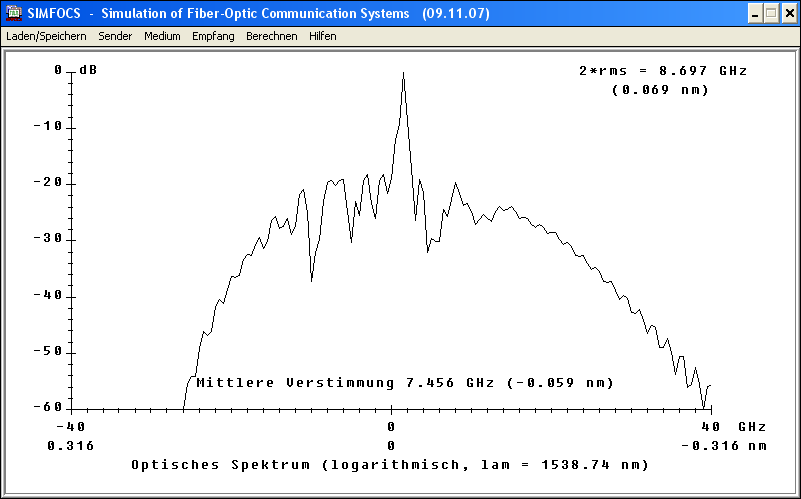 SIMFOCS - Simulation of Fiber-Optic Communication Systems (09.11.07)
Laden/Speichern Sender Medium Empfang Berechnen Hilfen
0 dB
2*rms = 8.697 GHz
(0.069 nm)
-10
-20
-30
-40
-50
Mittlere Verstimmung 7.456 GHz (-0.059 nm)
-60
-40 0 40 GHz
0.316 0 -0.316 nm
Optisches Spektrum (logarithmisch, lam = 1538.74 nm)